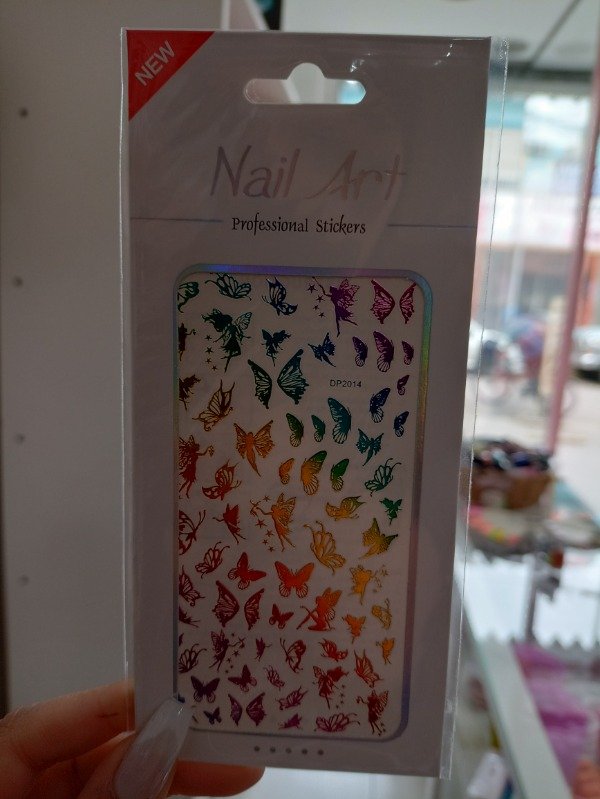 NEW
Nail Art
Professional Stickers
DP2014